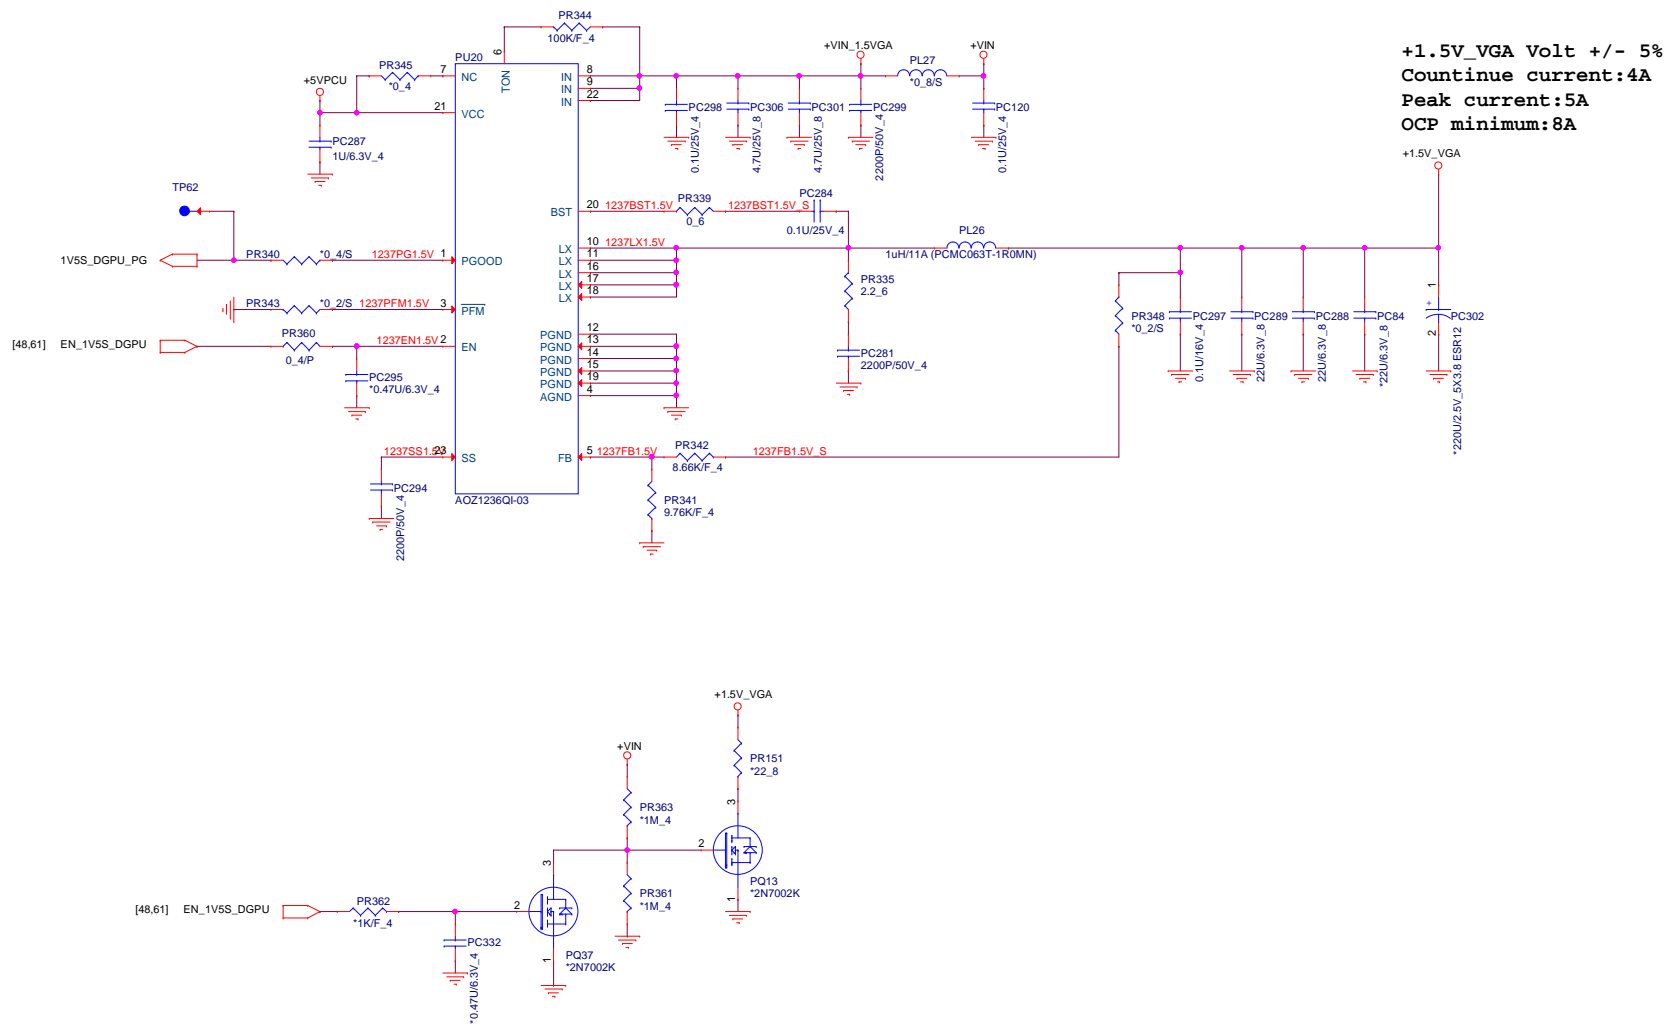 +1.5V_VGA Volt +/- 5%
Countinue current:4A
Peak current:5A
OCP minimum:8A
PR344
100K/F_4
6
TON
PU20
PR345
*0_4
+5VPCU
7
NC
21
VCC
PC287
1U/6.3V_4
IN
8
IN
9
IN
22
+VIN_1.5VGA
+VIN
PL27
*0_8/S
PC298
0.1U/25V_4
PC306
4.7U/25V_8
PC301
4.7U/25V_8
PC299
2200P/50V_4
PC120
0.1U/25V_4
+1.5V_VGA
TP62
1V5S_DGPU_PG
PR340
*0_4/S
1237PG1.5V
1
PGOOD
PR343
*0_2/S
1237PFM1.5V
3
PFM
[48,61]
EN_1V5S_DGPU
PR360
0_4/P
1237EN1.5V
2
EN
PC295
*0.47U/6.3V_4
1237SS1.5V
23
SS
PC294
2200P/50V_4
AOZ1236QI-03
BST
20
1237BST1.5V
PR339
0_6
1237BST1.5V_S
PC284
0.1U/25V_4
LX
10
1237LX1.5V
LX
11
LX
16
LX
17
LX
18
PL26
1uH/11A (PCMC063T-1R0MN)
PR335
2.2_6
PC281
2200P/50V_4
PGND
12
PGND
13
PGND
14
PGND
15
PGND
19
AGND
4
FB
5
1237FB1.5V
PR342
8.66K/F_4
1237FB1.5V_S
PR341
9.76K/F_4
PR348
*0_2/S
PC297
0.1U/16V_4
PC289
22U/6.3V_8
PC288
22U/6.3V_8
PC84
*22U/6.3V_8
1
+
PC302
2
*220U/2.5V_5X3.8 ESR12
+1.5V_VGA
PR151
*22_8
+VIN
PR363
*1M_4
3
2
PQ13
*2N7002K
1
PR361
*1M_4
[48,61]
EN_1V5S_DGPU
PR362
*1K/F_4
PC332
*0.47U/6.3V_4
3
2
PQ37
*2N7002K
1